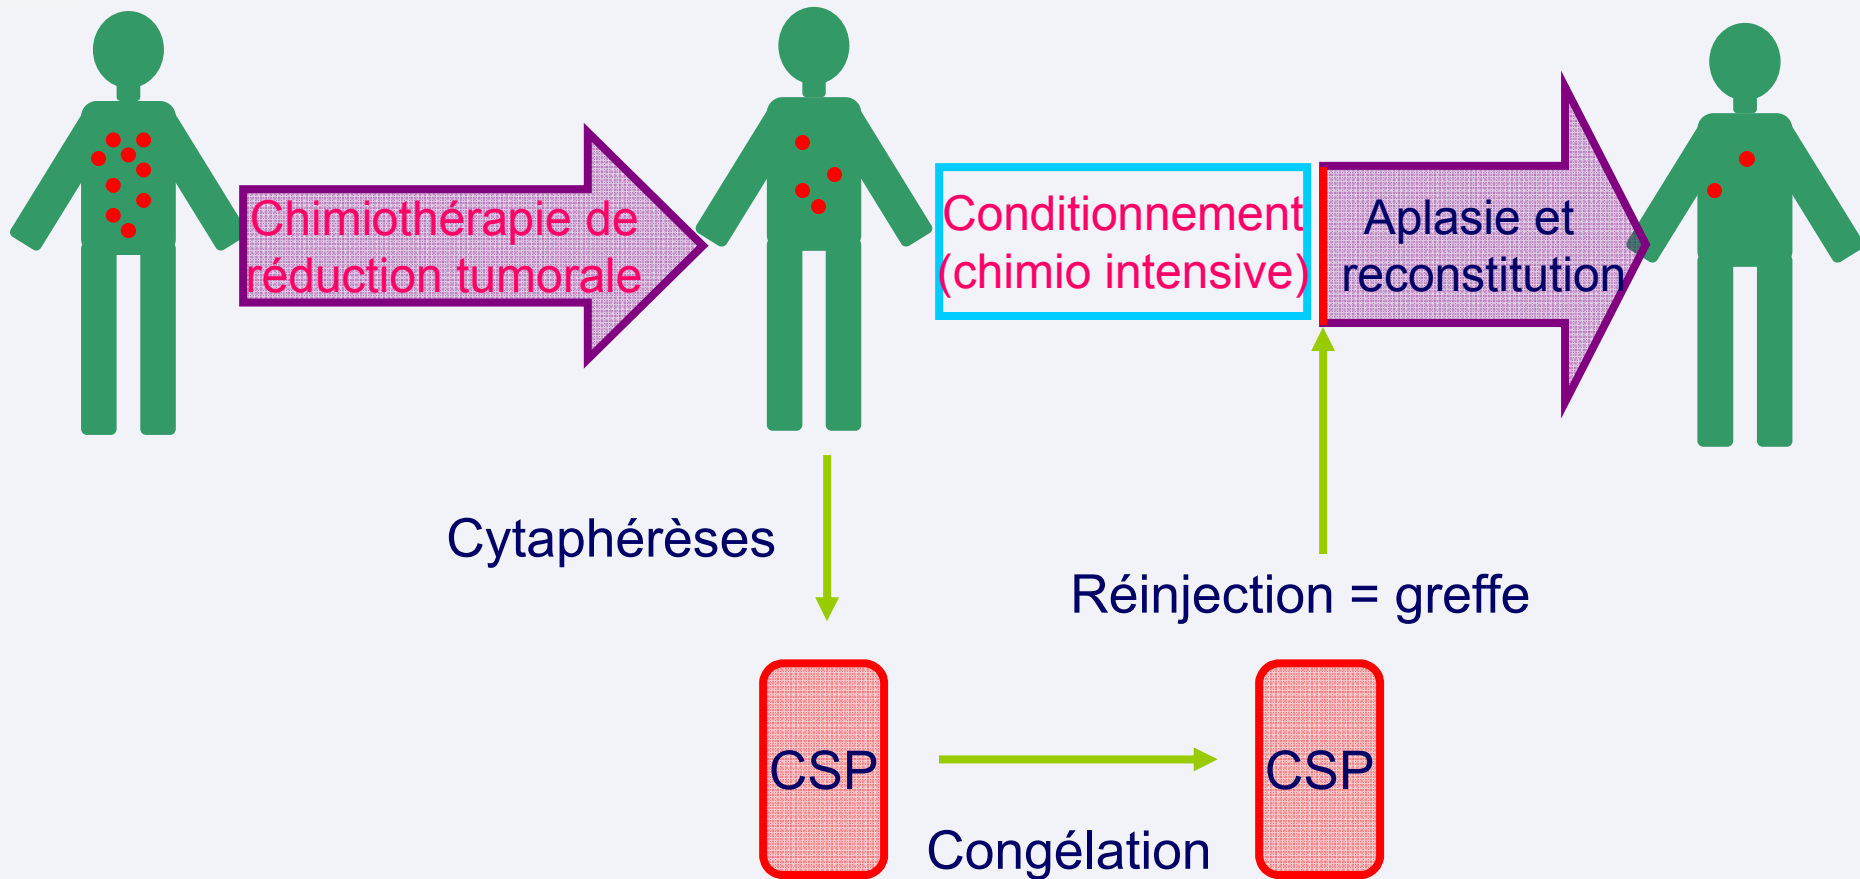 Chimiothérapie de
réduction tumorale
Conditionnement
(chimio intensive)
Aplasie et
reconstitution
Cytaphérèses
Réinjection = greffe
CSP
CSP
Congélation